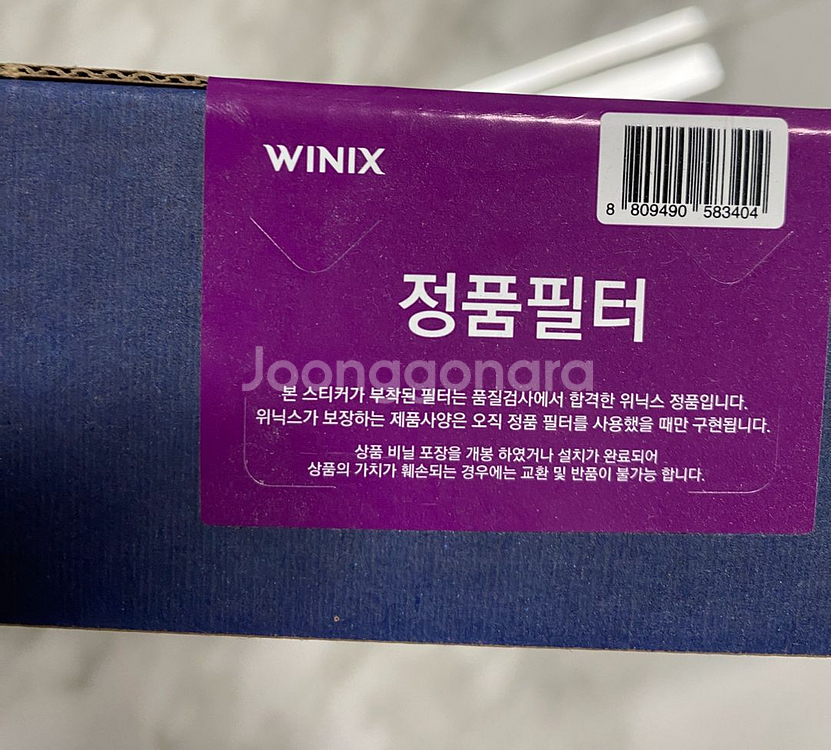 WINIX
8 809490 583404
정품필터
Joonggonara
본 스티커가 부착된 필터는 품질검사에서 합격한 위닉스 정품입니다.
위닉스가 보장하는 제품사양은 오직 정품 필터를 사용했을 때만 구현됩니다.
상품 비닐 포장을 개봉 하였거나 설치가 완료되어
상품의 가치가 훼손되는 경우에는 교환 및 반품이 불가능 합니다.